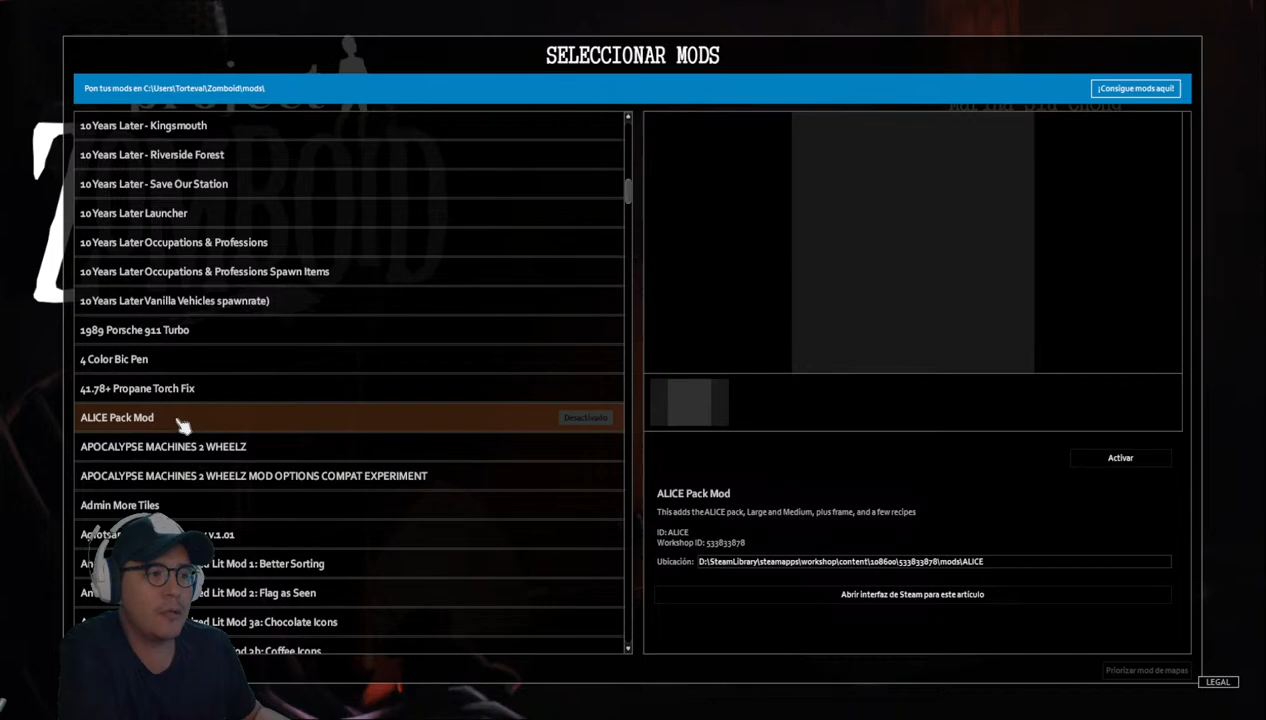 SELECCIONAR MODS
Pon tus mods en C:\Users\Torteval\Zomboid\mods\
¡Consigue mods aquí!
project
ZOMBOID
10 Years Later - Kingsmouth
10 Years Later - Riverside Forest
10 Years Later - Save Our Station
10 Years Later Launcher
10 Years Later Occupations & Professions
10 Years Later Occupations & Professions Spawn Items
10 Years Later Vanilla Vehicles spawnrate)
1989 Porsche 911 Turbo
4 Color Bic Pen
41.78+ Propane Torch Fix
ALICE Pack Mod
Desactivado
APOCALYPSE MACHINES 2 WHEELZ
APOCALYPSE MACHINES 2 WHEELZ MOD OPTIONS COMPAT EXPERIMENT
Admin More Tiles
v.1.01
Lit Mod 1: Better Sorting
Lit Mod 2: Flag as Seen
Lit Mod 3a: Chocolate Icons
Coffee Icons
Activar
ALICE Pack Mod
This adds the ALICE pack, Large and Medium, plus frame, and a few recipes
ID: ALICE
Workshop ID: 533833878
Ubicación: D:\SteamLibrary\steamapps\workshop\content\108600\533833878\mods\ALICE
Abrir interfaz de Steam para este artículo
Priorizar mod de mapas
LEGAL